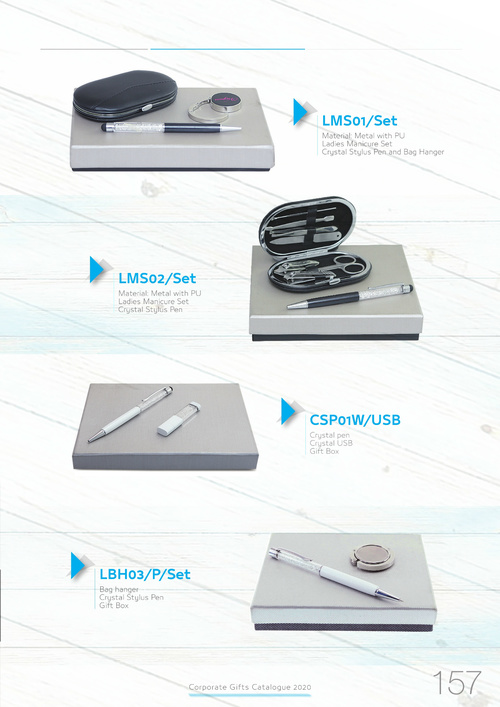 LMS01/Set
Material: Metal with PU
Ladies Manicure Set
Crystal Stylus Pen and Bag Hanger
LMS02/Set
Material: Metal with PU
Ladies Manicure Set
Crystal Stylus Pen
CSP01W/USB
Crystal pen
Crystal USB
Gift Box
LBH03/P/Set
Bag hanger
Crystal Stylus Pen
Gift Box
Corporate Gifts Catalogue 2020
157